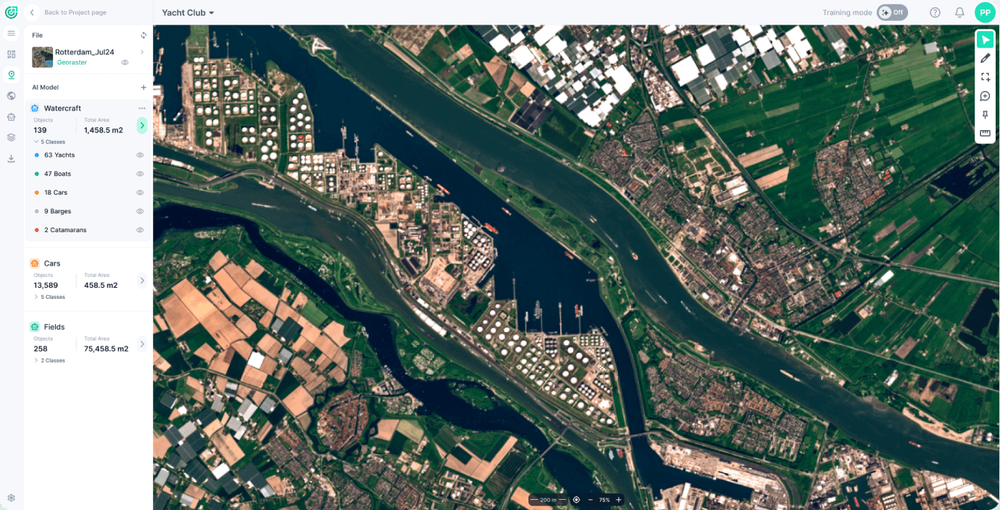 Back to Project page
Yacht Club
Training mode
Off
PP
File
Rotterdam_Jul24
Georaster
AI Model
Watercraft
Objects Total Area
139 1,458.5 m2
5 Classes
63 Yachts
47 Boats
18 Cars
9 Barges
2 Catamarans
Cars
Objects Total Area
13,589 458.5 m2
5 Classes
Fields
Objects Total Area
258 75,458.5 m2
2 Classes
200 m
75%